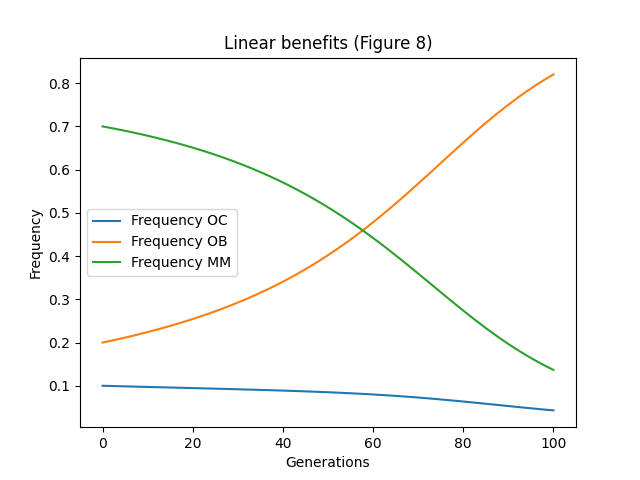 Linear benefits (Figure 8)
0.8
0.7
0.6
0.5
0.4
0.3
0.2
0.1
Frequency
Frequency OC
Frequency OB
Frequency MM
0 20 40 60 80 100
Generations